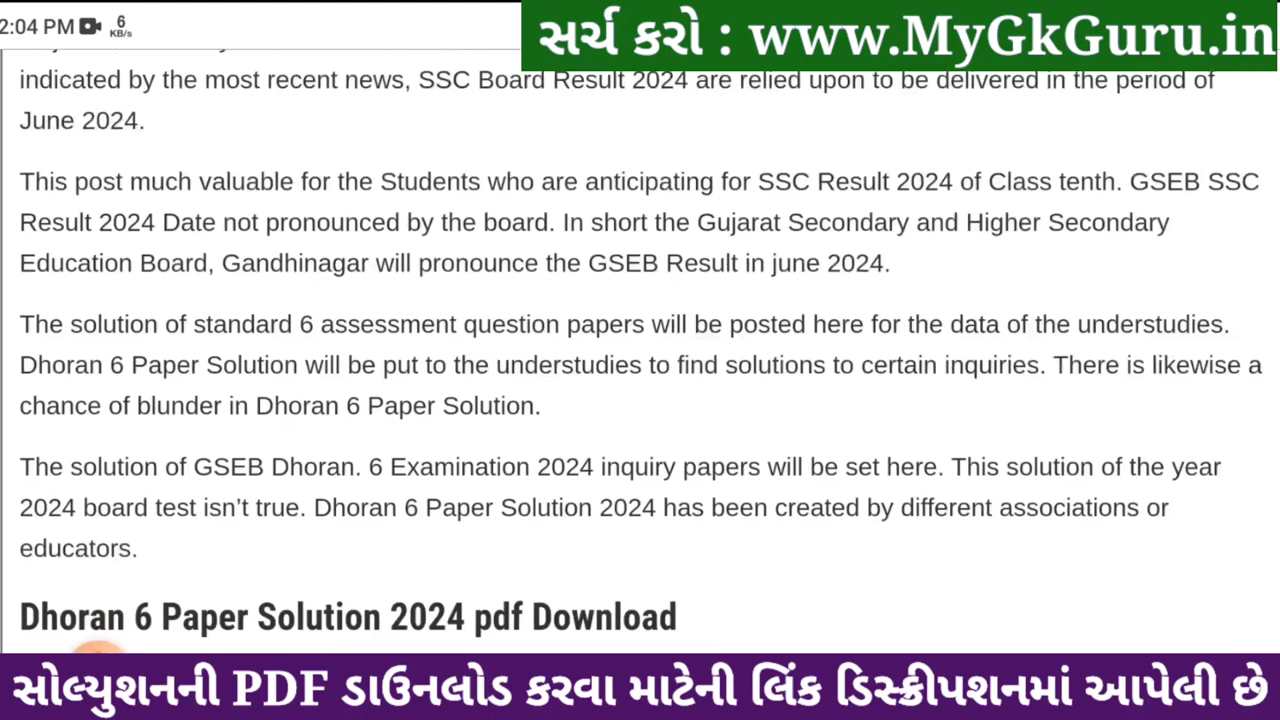 2:04 PM 6 KB/s
સર્ચ કરો : www.MyGkGuru.in
indicated by the most recent news, SSC Board Result 2024 are relied upon to be delivered in the period of
June 2024.
This post much valuable for the Students who are anticipating for SSC Result 2024 of Class tenth. GSEB SSC
Result 2024 Date not pronounced by the board. In short the Gujarat Secondary and Higher Secondary
Education Board, Gandhinagar will pronounce the GSEB Result in june 2024.
The solution of standard 6 assessment question papers will be posted here for the data of the understudies.
Dhoran 6 Paper Solution will be put to the understudies to find solutions to certain inquiries. There is likewise a
chance of blunder in Dhoran 6 Paper Solution.
The solution of GSEB Dhoran. 6 Examination 2024 inquiry papers will be set here. This solution of the year
2024 board test isn’t true. Dhoran 6 Paper Solution 2024 has been created by different associations or
educators.
Dhoran 6 Paper Solution 2024 pdf Download
સોલ્યુશનની PDF ડાઉનલોડ કરવા માટેની લિંક ડિસ્ક્રીપશનમાં આપેલી છે